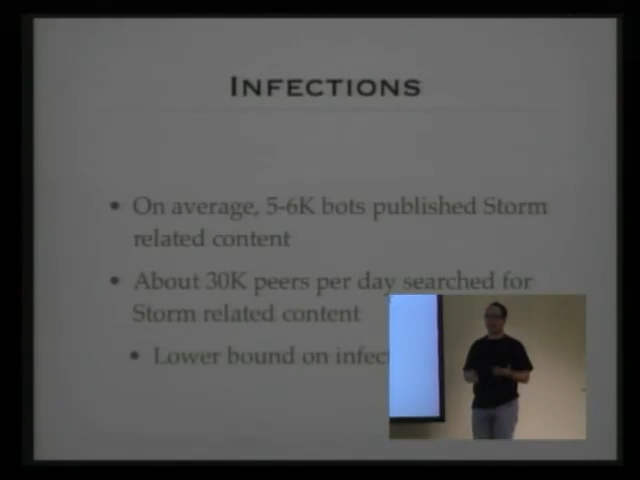 INFECTIONS
• On average, 5-6K bots published Storm
related content
• About 30K peers per day searched for
Storm related content
• Lower bound on infec